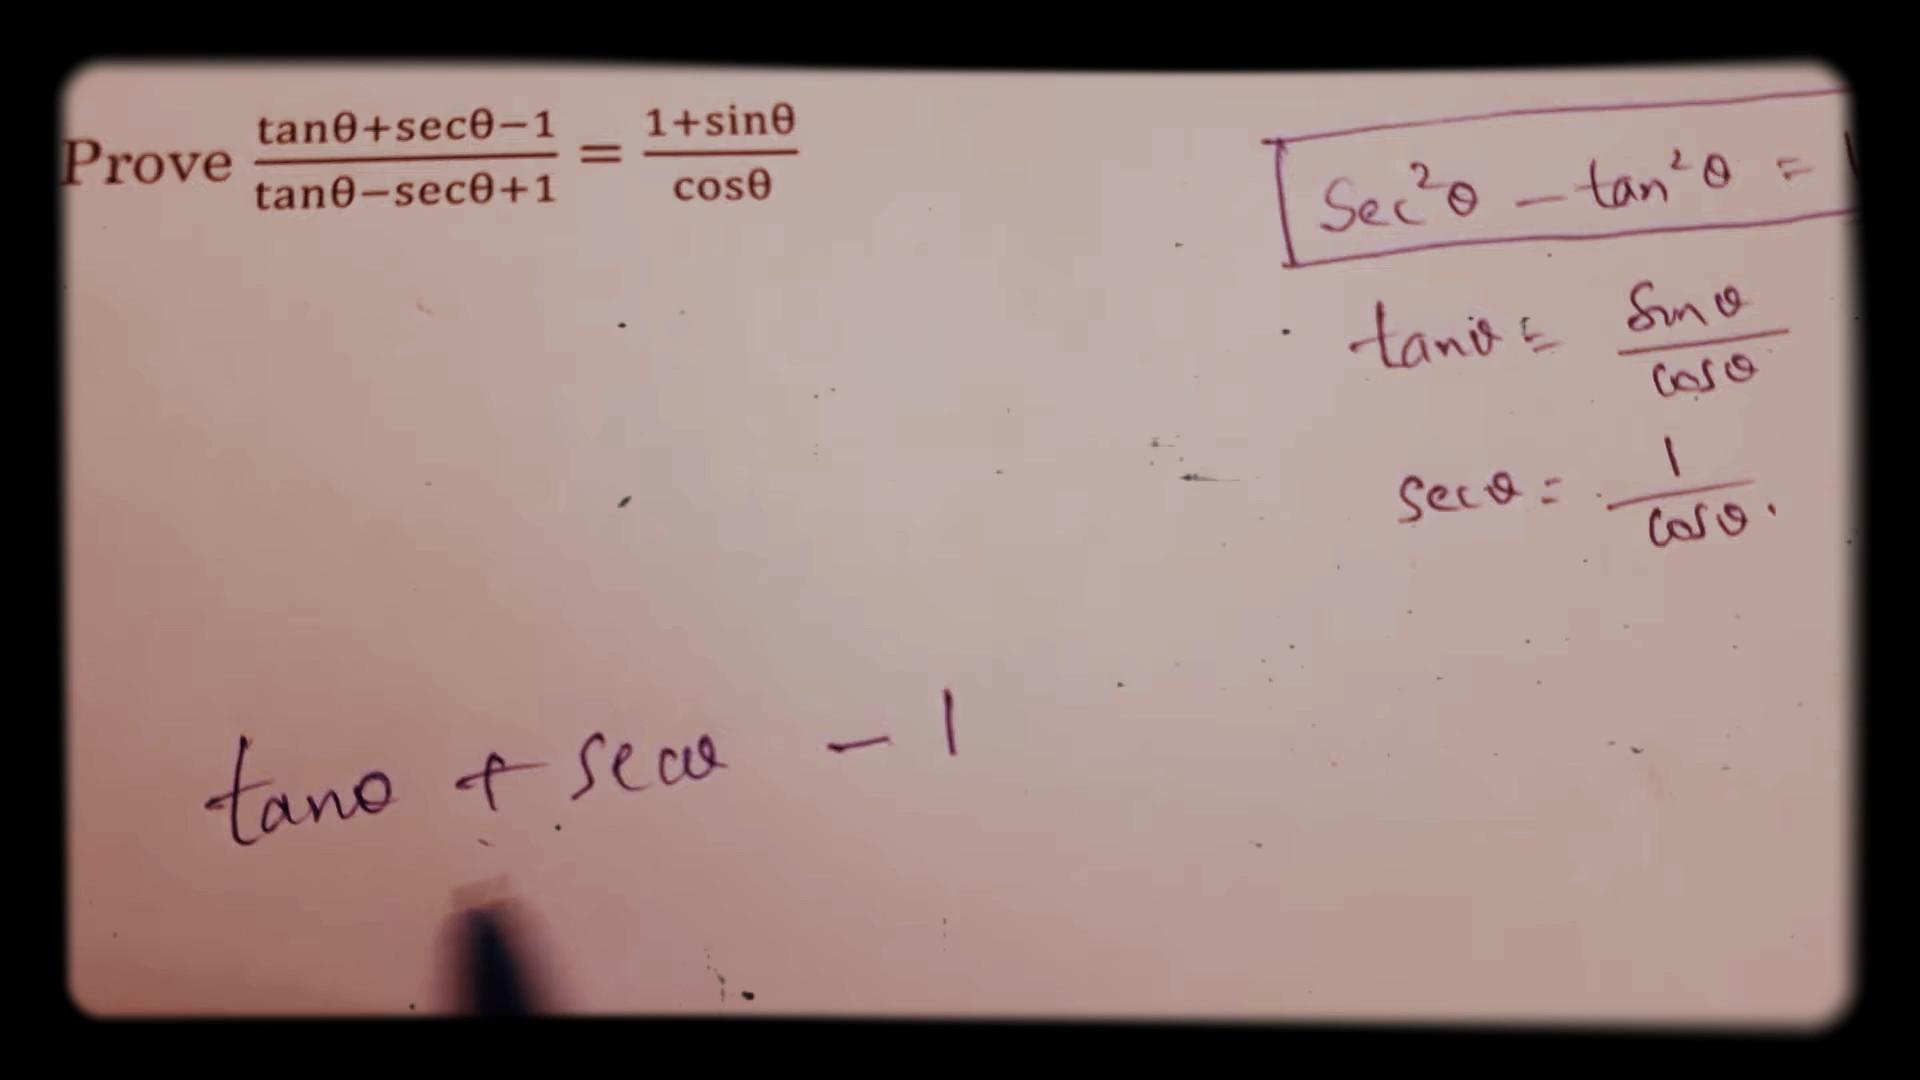 Prove tanθ+secθ−1 / tanθ−secθ+1 = 1+sinθ / cosθ
Sec²θ − tan²θ = 1
tanθ = sinθ / cosθ
secθ = 1 / cosθ.
tanθ + secθ − 1